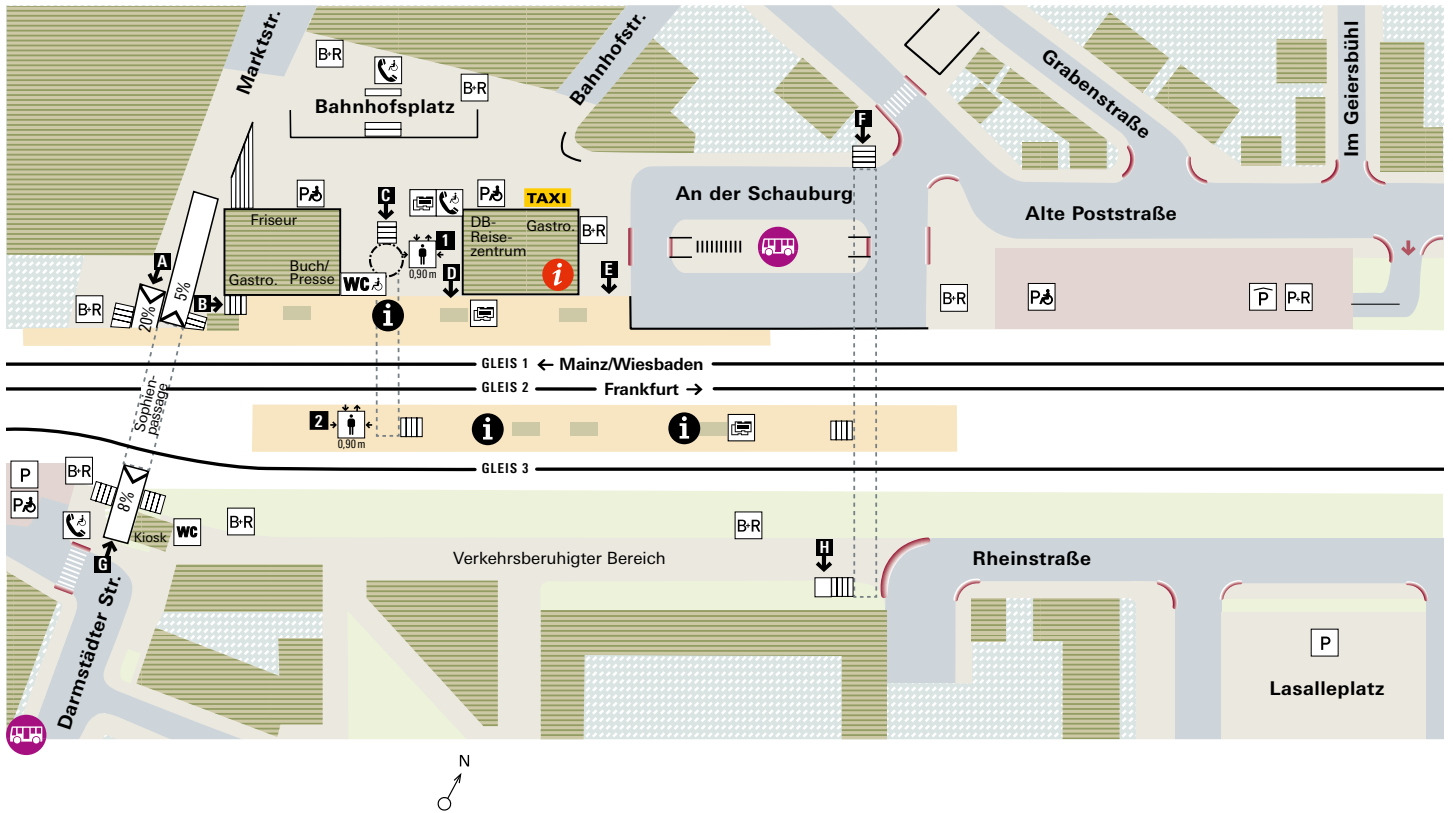 Marktstr.
Bahnhofstr.
Grabenstraße
Im Geiersbühl
B+R
B+R
Bahnhofsplatz
F
An der Schauburg
Alte Poststraße
P
C
P
TAXI
Friseur
DB-
Reise-
zentrum
Gastro.
B+R
1
0,90 m
A
5%
20%
Gastro.
Buch/
Presse
WC
D
E
i
B
B+R
i
B+R
P
P
P+R
GLEIS 1 ← Mainz/Wiesbaden
GLEIS 2
Frankfurt →
Sophien-
passage
2
0,90 m
i
i
GLEIS 3
P
P
B+R
8%
Kiosk
WC
B+R
B+R
G
Verkehrsberuhigter Bereich
H
Rheinstraße
Darmstädter Str.
P
Lasalleplatz
N